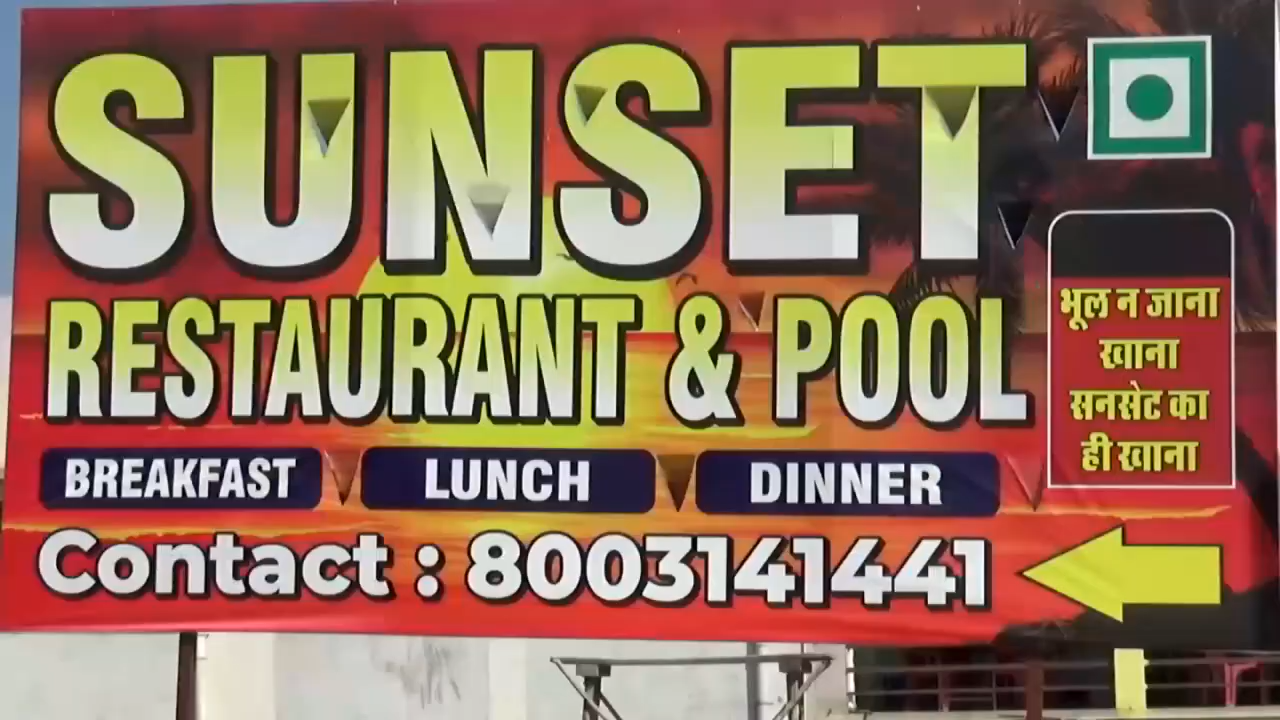 SUNSET
RESTAURANT & POOL
BREAKFAST LUNCH DINNER
Contact : 8003141441
भूल न जाना
खाना
सनसेट का
ही खाना